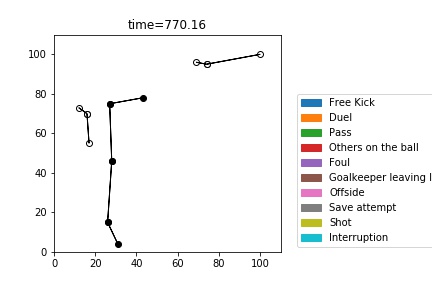 time=770.16
100
80
60
40
20
0
0 20 40 60 80 100
Free Kick
Duel
Pass
Others on the ball
Foul
Goalkeeper leaving l
Offside
Save attempt
Shot
Interruption